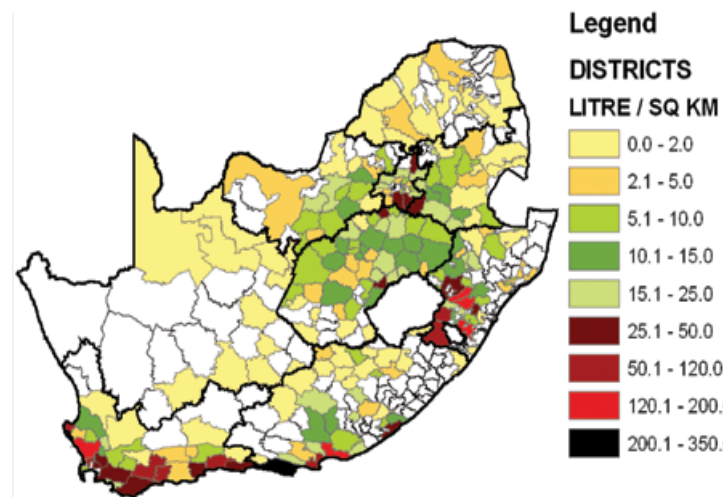 Legend
DISTRICTS
LITRE / SQ KM
0.0 - 2.0
2.1 - 5.0
5.1 - 10.0
10.1 - 15.0
15.1 - 25.0
25.1 - 50.0
50.1 - 120.0
120.1 - 200.
200.1 - 350.